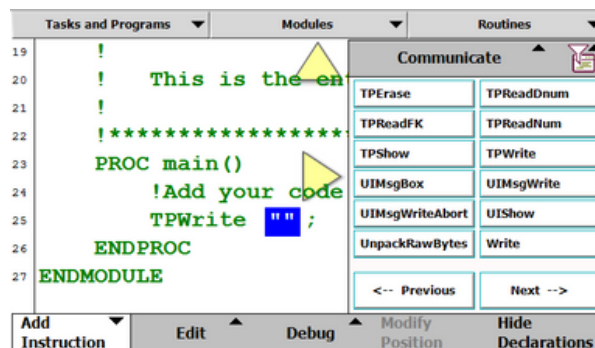 Tasks and Programs
Modules
Routines
19 !
20 ! This is the ent
21 !
22 !******************
23 PROC main()
24 !Add your code
25 TPWrite "";
26 ENDPROC
27 ENDMODULE
Communicate
TPErase TPReadDnum
TPReadFK TPReadNum
TPShow TPWrite
UIMsgBox UIMsgWrite
UIMsgWriteAbort UIShow
UnpackRawBytes Write
<-- Previous Next -->
Add Instruction
Edit
Debug
Modify Position
Hide Declarations